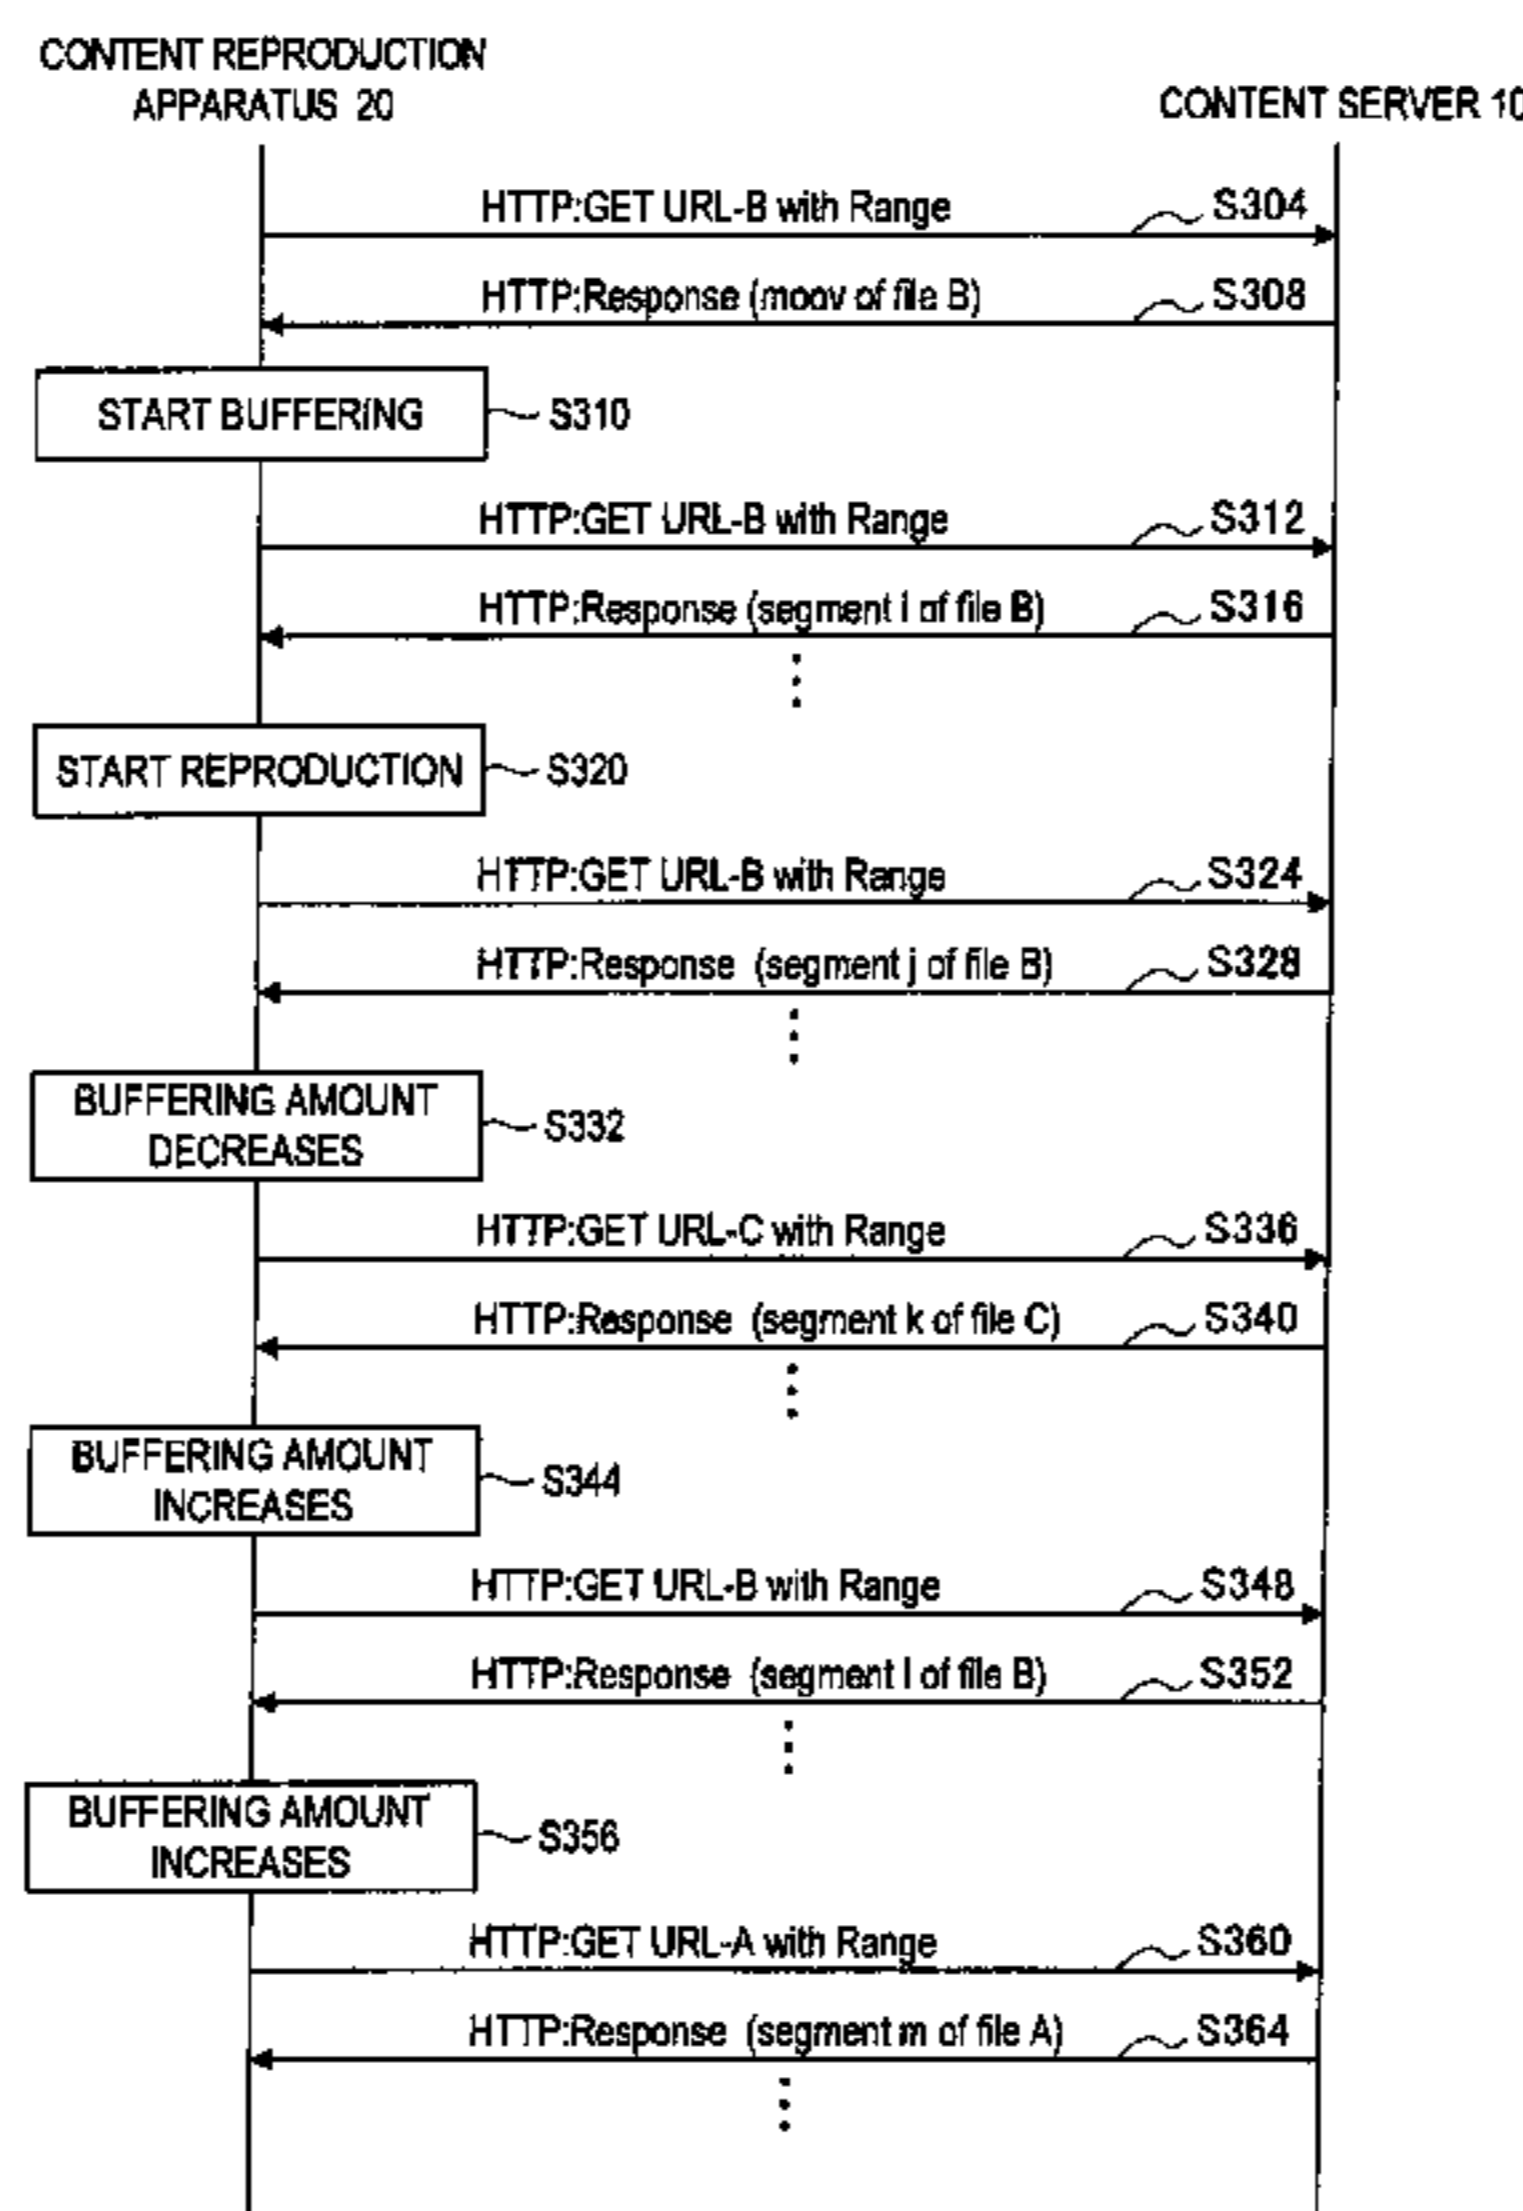 CONTENT REPRODUCTION
APPARATUS 20
CONTENT SERVER 10
HTTP:GET URL-B with Range S304
HTTP:Response (moov of file B) S308
START BUFFERING S310
HTTP:GET URL-B with Range S312
HTTP:Response (segment i of file B) S316
START REPRODUCTION S320
HTTP:GET URL-B with Range S324
HTTP:Response (segment j of file B) S328
BUFFERING AMOUNT
DECREASES S332
HTTP:GET URL-C with Range S336
HTTP:Response (segment k of file C) S340
BUFFERING AMOUNT
INCREASES S344
HTTP:GET URL-B with Range S348
HTTP:Response (segment l of file B) S352
BUFFERING AMOUNT
INCREASES S356
HTTP:GET URL-A with Range S360
HTTP:Response (segment m of file A) S364